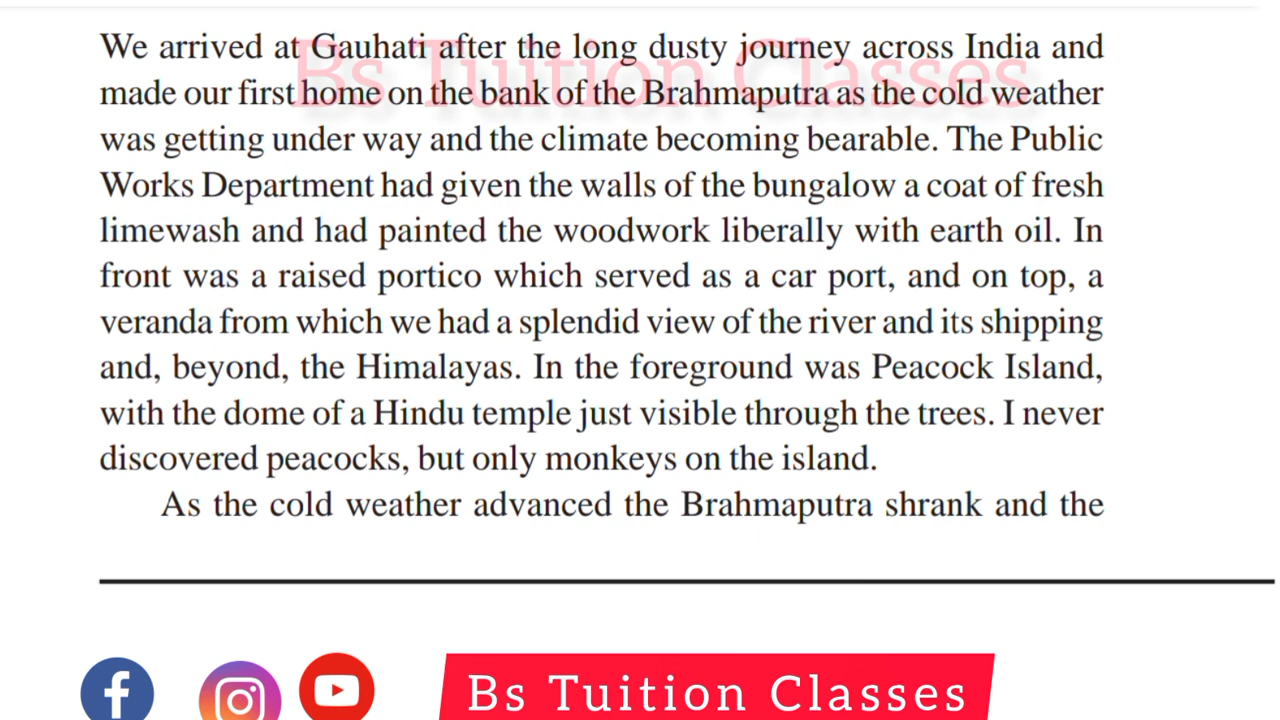 We arrived at Gauhati after the long dusty journey across India and
made our first home on the bank of the Brahmaputra as the cold weather
was getting under way and the climate becoming bearable. The Public
Works Department had given the walls of the bungalow a coat of fresh
limewash and had painted the woodwork liberally with earth oil. In
front was a raised portico which served as a car port, and on top, a
veranda from which we had a splendid view of the river and its shipping
and, beyond, the Himalayas. In the foreground was Peacock Island,
with the dome of a Hindu temple just visible through the trees. I never
discovered peacocks, but only monkeys on the island.
As the cold weather advanced the Brahmaputra shrank and the
Bs Tuition Classes
Bs Tuition Classes